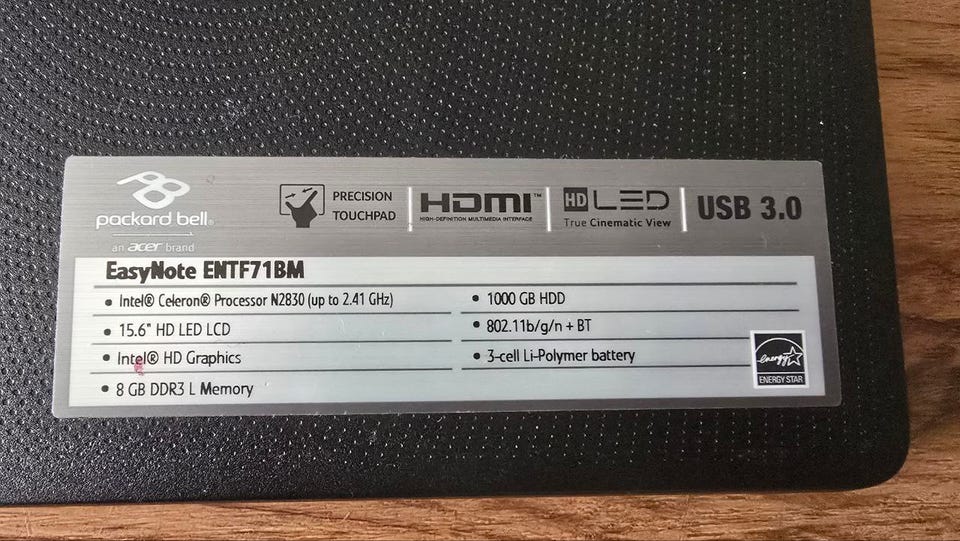 packard bell®
an acer brand
PRECISION
TOUCHPAD
HDMI™
HIGH-DEFINITION MULTIMEDIA INTERFACE
HD LED
True Cinematic View
USB 3.0
EasyNote ENTF71BM
• Intel® Celeron® Processor N2830 (up to 2.41 GHz)
• 15.6" HD LED LCD
• Intel® HD Graphics
• 8 GB DDR3 L Memory
• 1000 GB HDD
• 802.11b/g/n + BT
• 3-cell Li-Polymer battery
energy
ENERGY STAR